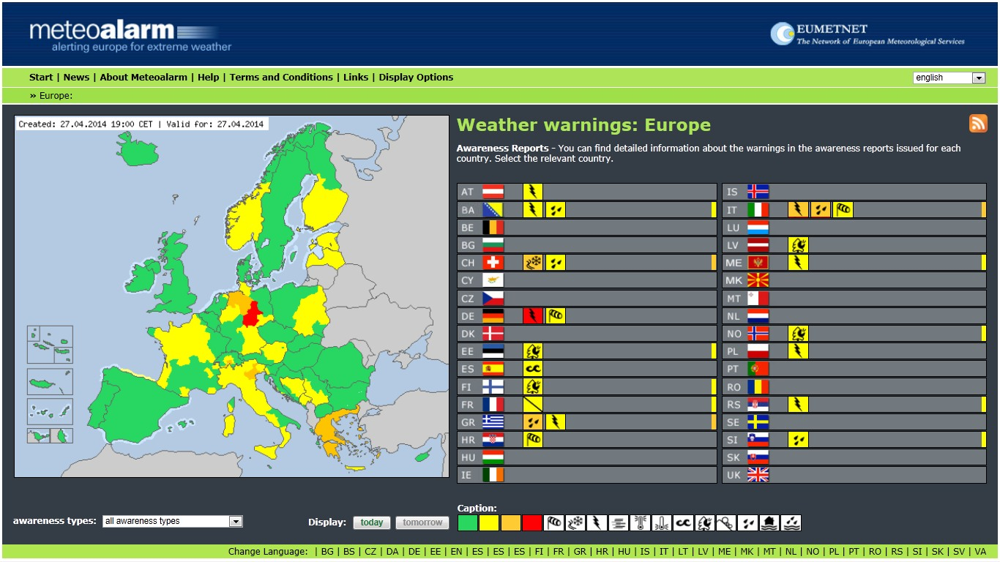 meteoalarm
alerting europe for extreme weather
EUMETNET
The Network of European Meteorological Services
Start | News | About Meteoalarm | Help | Terms and Conditions | Links | Display Options
english
» Europe:
Created: 27.04.2014 19:00 CET | Valid for: 27.04.2014
Weather warnings: Europe
Awareness Reports - You can find detailed information about the warnings in the awareness reports issued for each
country. Select the relevant country.
AT
BA
BE
BG
CH
CY
CZ
DE
DK
EE
ES
FI
FR
GR
HR
HU
IE
IS
IT
LU
LV
ME
MK
MT
NL
NO
PL
PT
RO
RS
SE
SI
SK
UK
awareness types: all awareness types
Display: today tomorrow
Caption:
Change Language: | BG | BS | CZ | DA | DE | EE | EN | ES | ES | ES | FI | FR | GR | HR | HU | IS | IT | LT | LV | ME | MK | MT | NL | NO | PL | PT | RO | RS | SI | SK | SV | VA